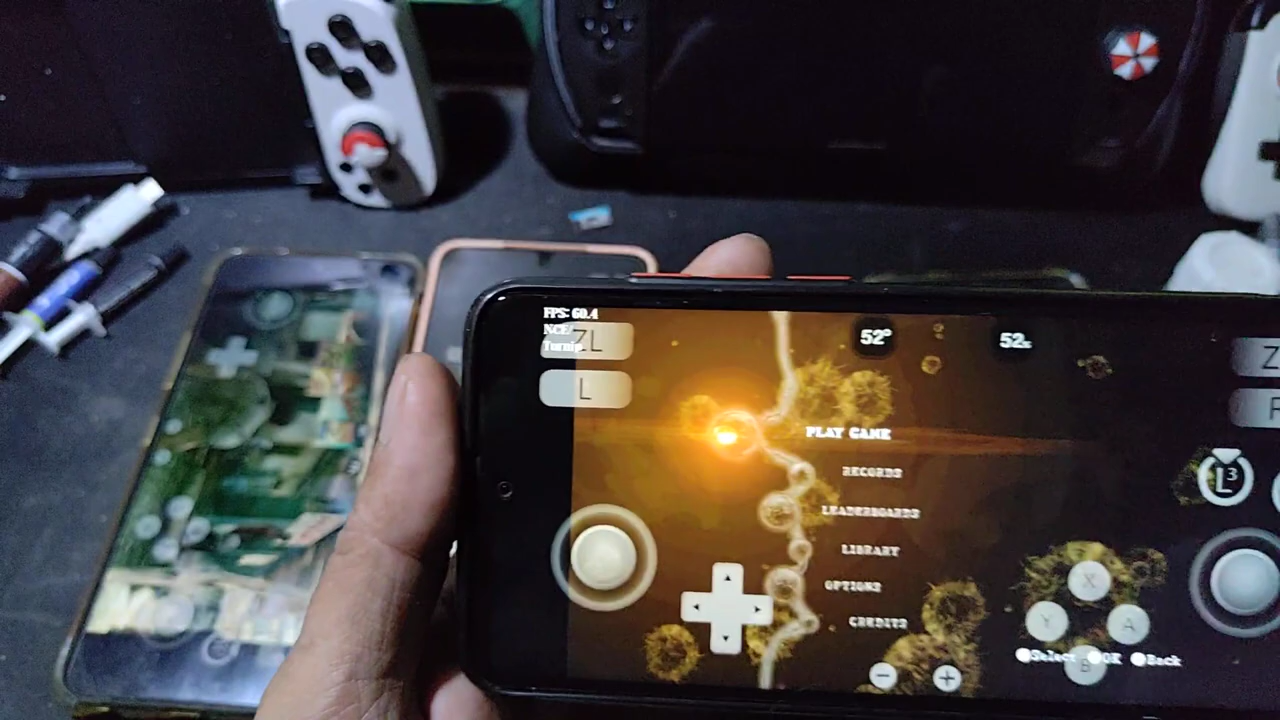 FPS: 60.4
NCE/
Turnip
ZL
L
52°
52s
Z
PLAY GAME
RECORDS
LEADERBOARDS
LIBRARY
OPTIONS
CREDITS
L3
X
Y
A
B
Select
OK
Back